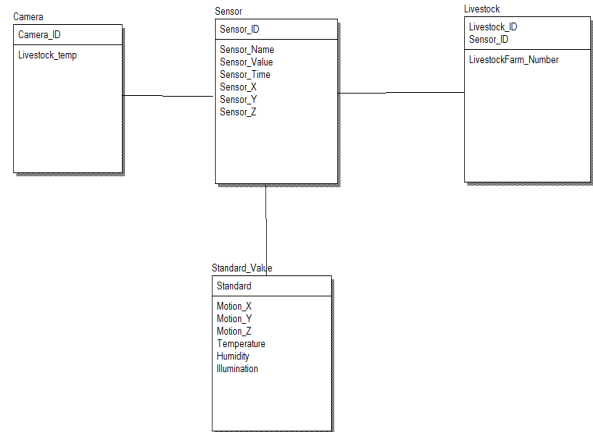 Camera
Camera_ID
Livestock_temp
Sensor
Sensor_ID
Sensor_Name
Sensor_Value
Sensor_Time
Sensor_X
Sensor_Y
Sensor_Z
Livestock
Livestock_ID
Sensor_ID
LivestockFarm_Number
Standard_Value
Standard
Motion_X
Motion_Y
Motion_Z
Temperature
Humidity
Illumination